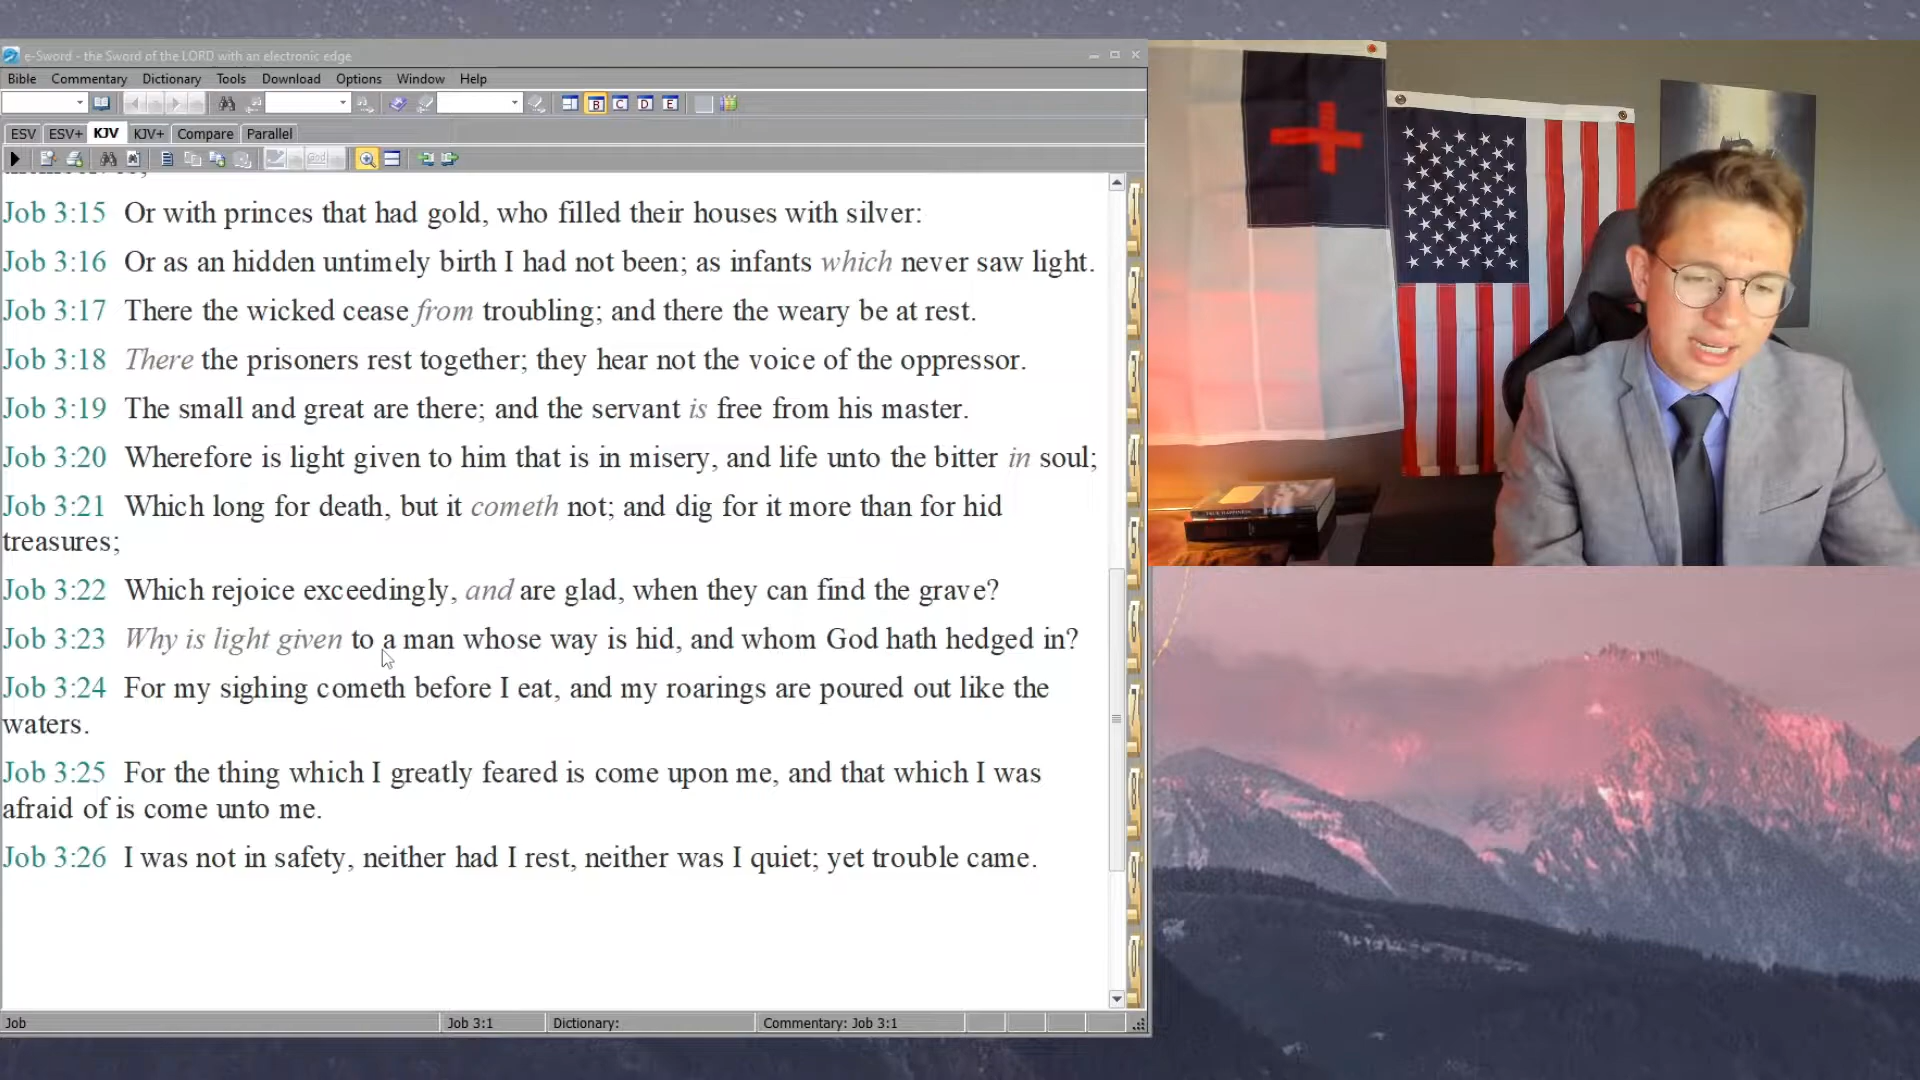 e-Sword - the Sword of the LORD with an electronic edge
Bible Commentary Dictionary Tools Download Options Window Help
B C D E
ESV ESV+ KJV KJV+ Compare Parallel
God
Job 3:15 Or with princes that had gold, who filled their houses with silver:
Job 3:16 Or as an hidden untimely birth I had not been; as infants which never saw light.
Job 3:17 There the wicked cease from troubling; and there the weary be at rest.
Job 3:18 There the prisoners rest together; they hear not the voice of the oppressor.
Job 3:19 The small and great are there; and the servant is free from his master.
Job 3:20 Wherefore is light given to him that is in misery, and life unto the bitter in soul;
Job 3:21 Which long for death, but it cometh not; and dig for it more than for hid
treasures;
Job 3:22 Which rejoice exceedingly, and are glad, when they can find the grave?
Job 3:23 Why is light given to a man whose way is hid, and whom God hath hedged in?
Job 3:24 For my sighing cometh before I eat, and my roarings are poured out like the
waters.
Job 3:25 For the thing which I greatly feared is come upon me, and that which I was
afraid of is come unto me.
Job 3:26 I was not in safety, neither had I rest, neither was I quiet; yet trouble came.
1
2
3
4
5
6
7
8
9
0
Job Job 3:1 Dictionary: Commentary: Job 3:1